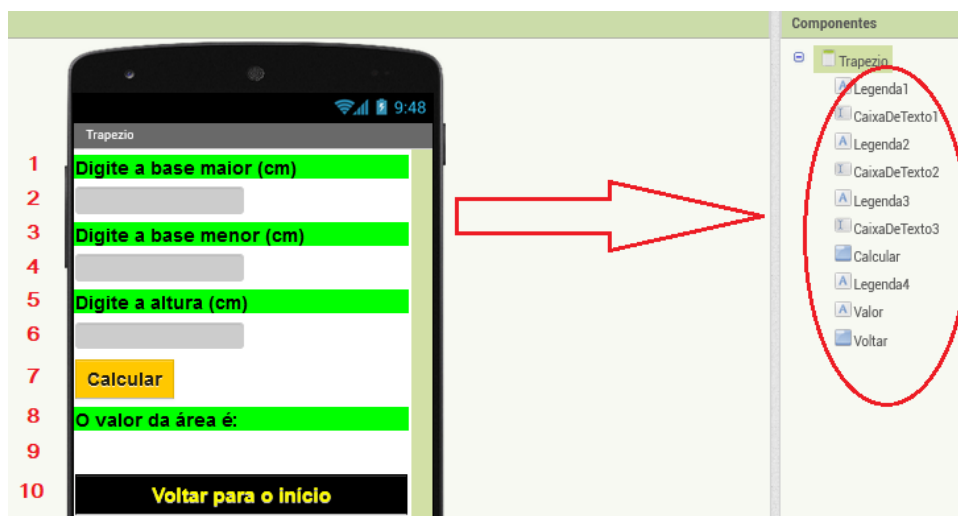 Componentes
Trapezio
Legenda1
CaixaDeTexto1
Legenda2
CaixaDeTexto2
Legenda3
CaixaDeTexto3
Calcular
Legenda4
Valor
Voltar
9:48
Trapezio
1 Digite a base maior (cm)
2
3 Digite a base menor (cm)
4
5 Digite a altura (cm)
6
7 Calcular
8 O valor da área é:
9
10 Voltar para o início